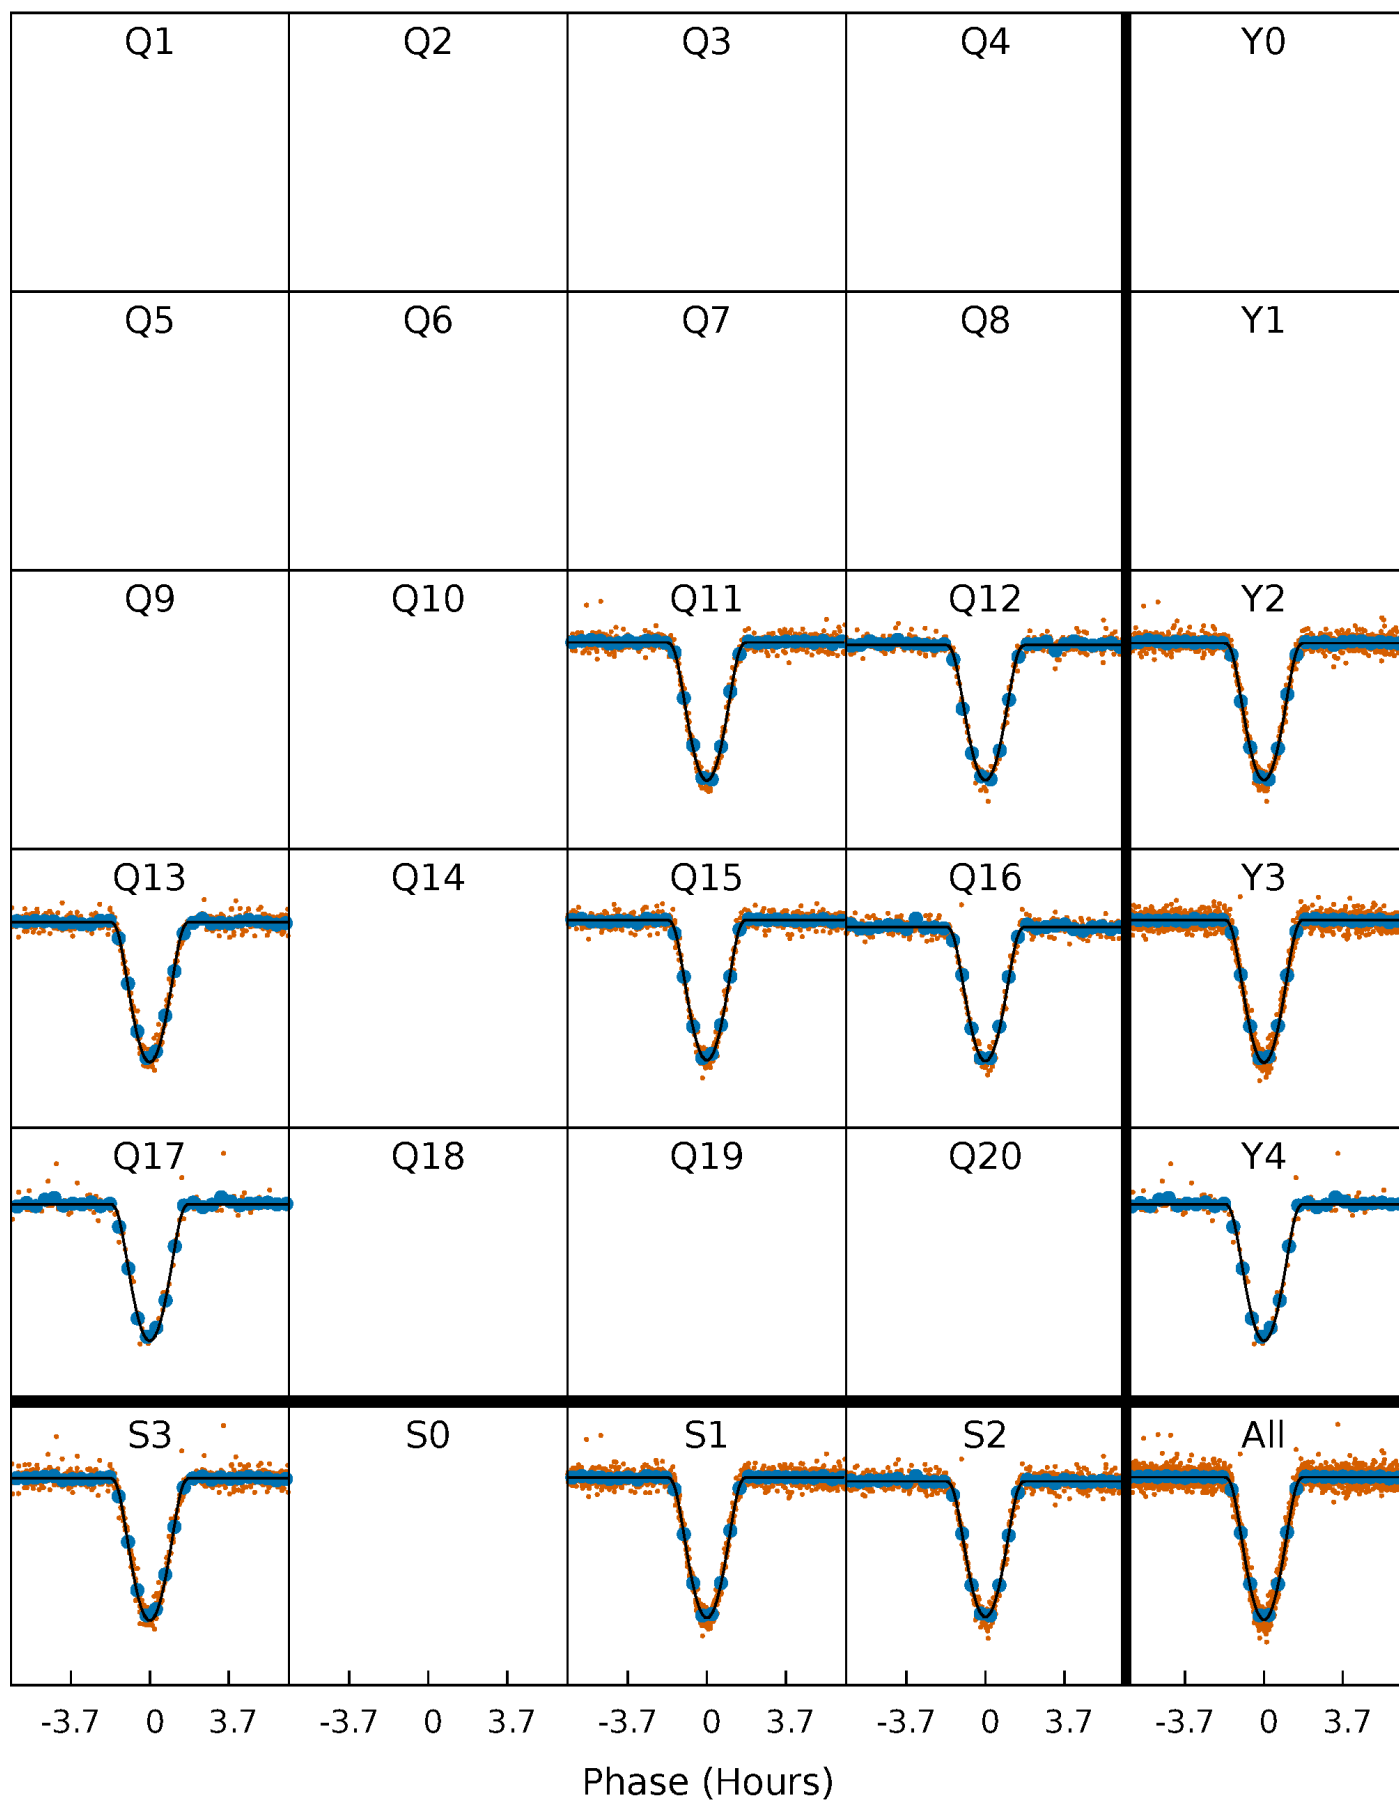 Q1 Q2 Q3 Q4 Y0
Q5 Q6 Q7 Q8 Y1
Q9 Q10 Q11 Q12 Y2
Q13 Q14 Q15 Q16 Y3
Q17 Q18 Q19 Q20 Y4
S3 S0 S1 S2 All
-3.7 0 3.7 -3.7 0 3.7 -3.7 0 3.7 -3.7 0 3.7 -3.7 0 3.7
Phase (Hours)